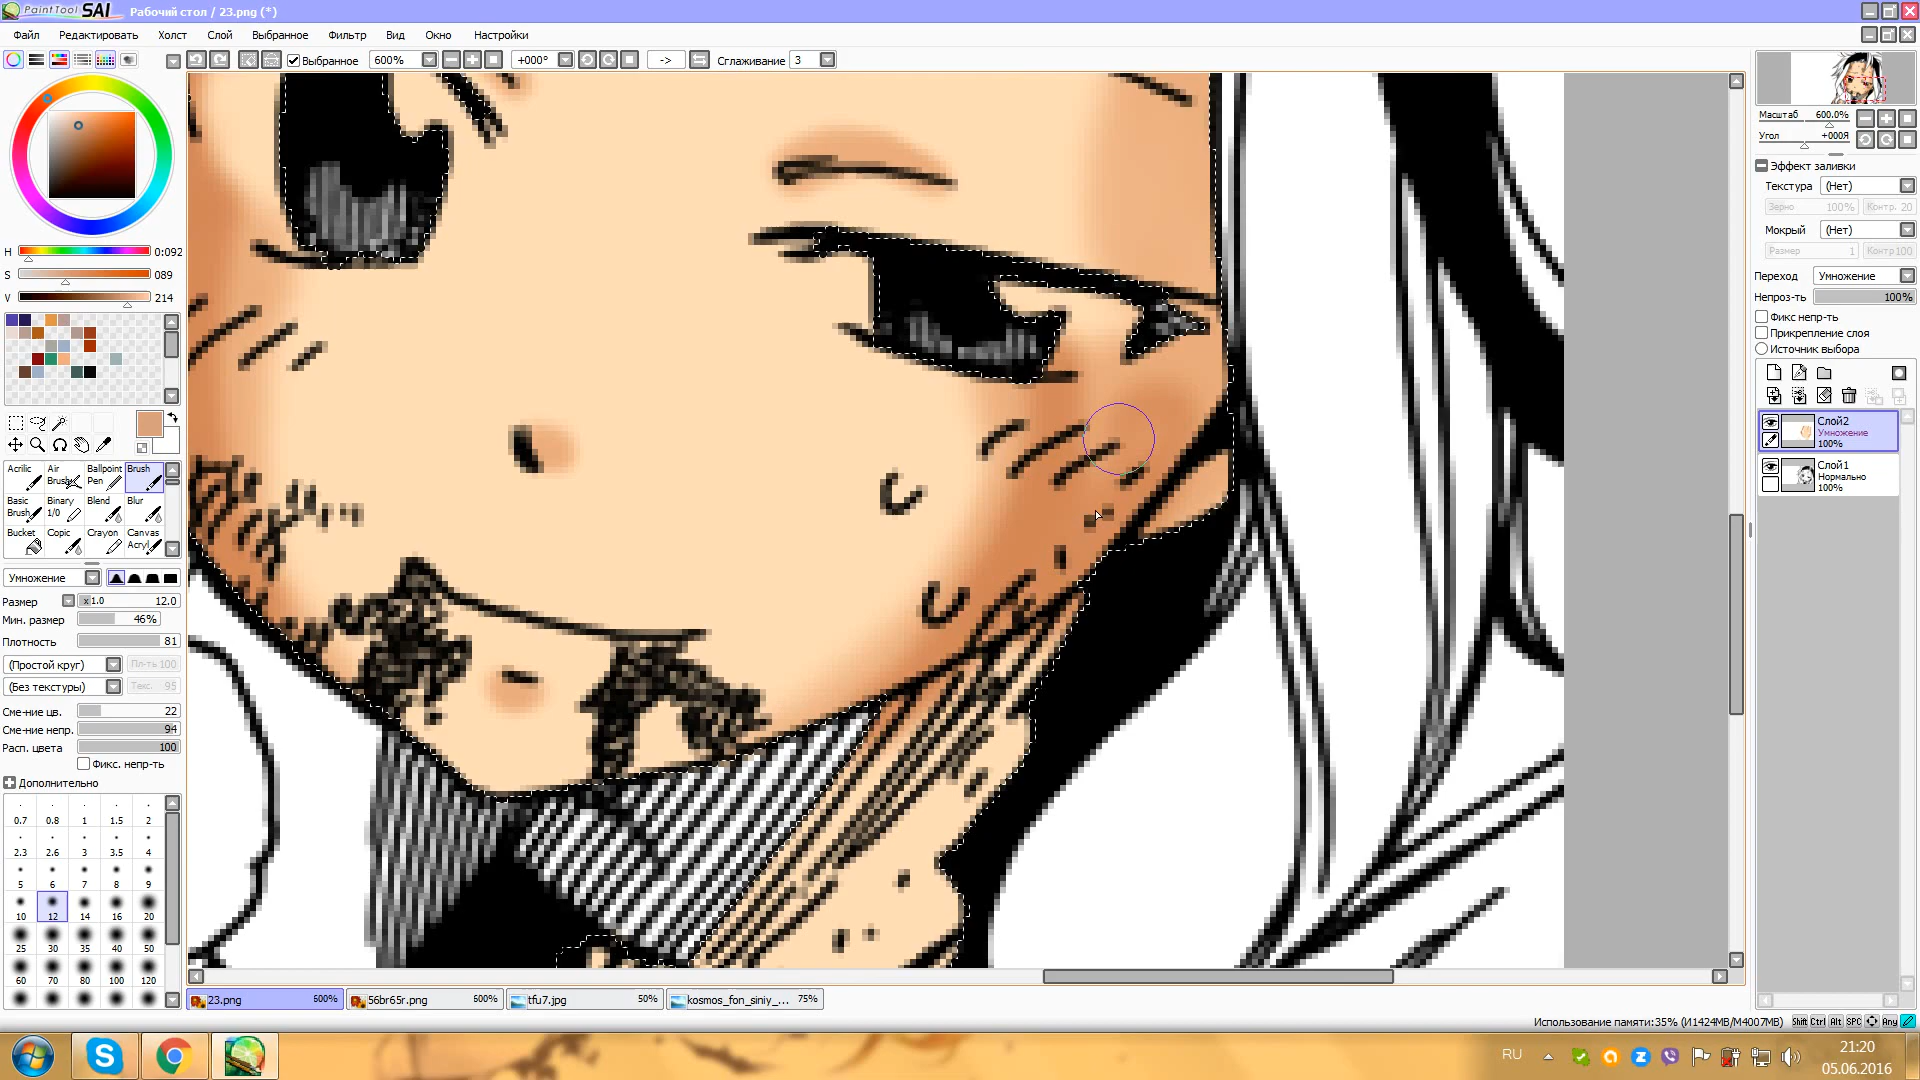 PaintTool SAI Рабочий стол / 23.png (*)
Файл Редактировать Холст Слой Выбранное Фильтр Вид Окно Настройки
Выбранное 600% +000° -> Сглаживание 3
Масштаб 600.0%
Угол +000Я
Эффект заливки
Текстура (Нет)
Зерно 100% Контр. 20
Мокрый (Нет)
Размер 1 Контр 100
Переход Умножение
Непроз-ть 100%
Фикс непр-ть
Прикрепление слоя
Источник выбора
Слой2
Умножение
100%
Слой1
Нормально
100%
H 0:092
S 089
V 214
Acrilic Air Brush Ballpoint Pen Brush
Basic Brush Binary 1/0 Blend Blur
Bucket Copic Crayon Canvas Acryl
Умножение
Размер x1.0 12.0
Мин. размер 46%
Плотность 81
(Простой круг) Пл-ть 100
(Без текстуры) Текс. 95
Сме-ние цв. 22
Сме-ние непр. 94
Расп. цвета 100
Фикс. непр-ть
Дополнительно
0.7 0.8 1 1.5 2
2.3 2.6 3 3.5 4
5 6 7 8 9
10 12 14 16 20
25 30 35 40 50
60 70 80 100 120
23.png 600% 56br65r.png 600% tfu7.jpg 50% kosmos_fon_siniy_... 75%
Использование памяти:35% (И1424MB/М4007MB) Shift Ctrl Alt SPC Any
RU
21:20
05.06.2016